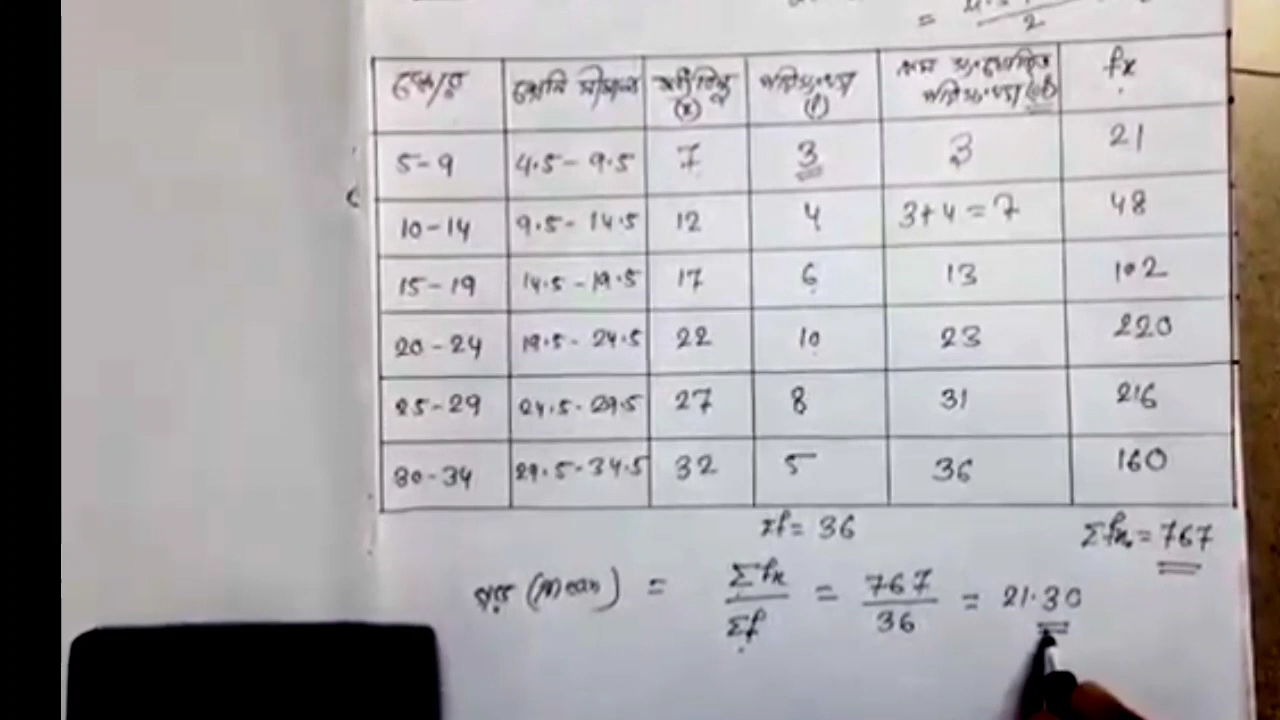 = 2
শ্রেণি সীমানা (x) পরিসংখ্যা (f) ক্রম পরিসংখ্যা (cf) fx
5-9 4.5-9.5 7 3 3 21
10-14 9.5-14.5 12 4 3+4=7 48
15-19 14.5-19.5 17 6 13 102
20-24 19.5-24.5 22 10 23 220
25-29 24.5-29.5 27 8 31 216
30-34 29.5-34.5 32 5 36 160
Σf=36 Σfx=767
গড় (Mean) = Σfx/Σf = 767/36 = 21.30